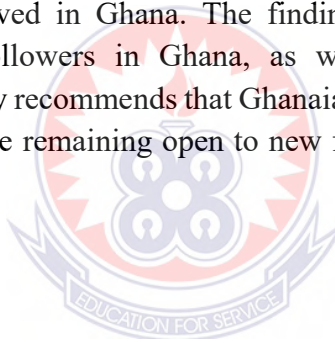 ved in Ghana. The findin
llowers in Ghana, as w
y recommends that Ghanaia
e remaining open to new f
EDUCATION FOR SERVICE